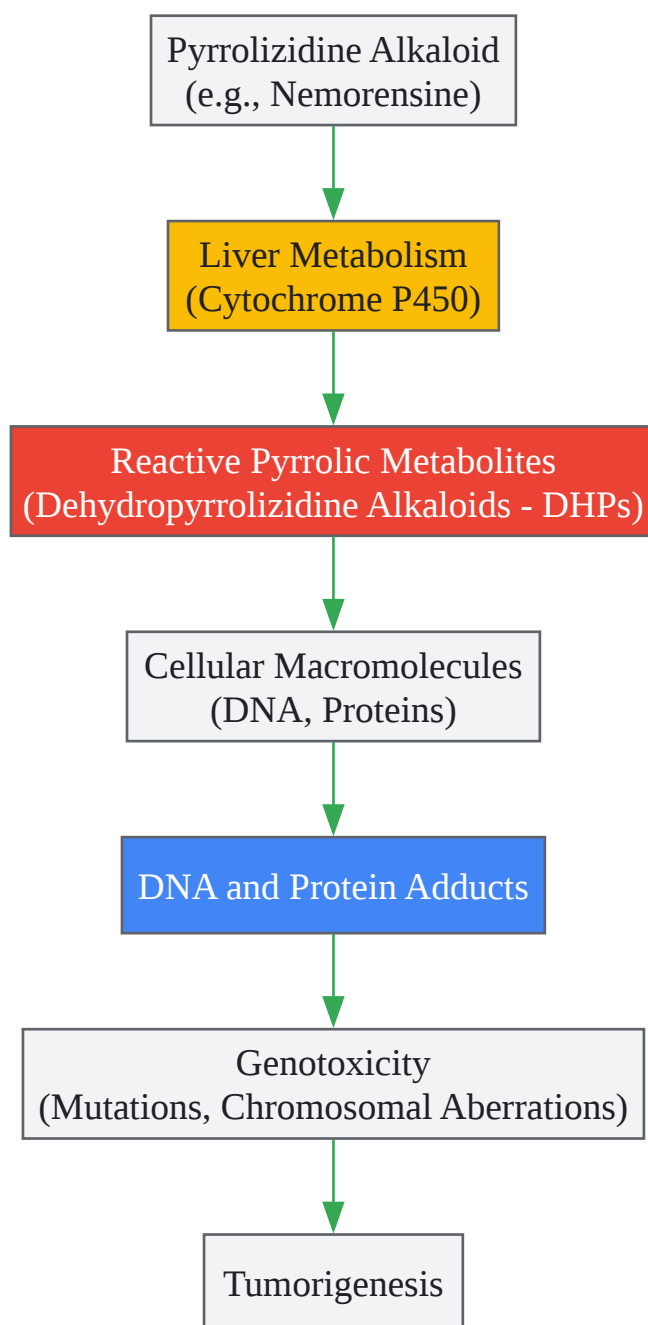 Pyrrolizidine Alkaloid
(e.g., Nemorensine)
Liver Metabolism
(Cytochrome P450)
Reactive Pyrrolic Metabolites
(Dehydropyrrolizidine Alkaloids - DHPs)
Cellular Macromolecules
(DNA, Proteins)
DNA and Protein Adducts
Genotoxicity
(Mutations, Chromosomal Aberrations)
Tumorigenesis